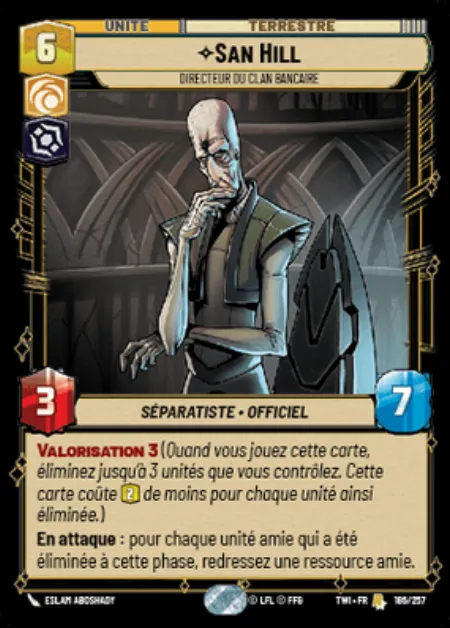 UNITÉ
TERRESTRE
6
SAN HILL
DIRECTEUR DU CLAN BANCAIRE
3
SÉPARATISTE • OFFICIEL
7
VALORISATION 3 (Quand vous jouez cette carte,
éliminez jusqu'à 3 unités que vous contrôlez. Cette
carte coûte 2 de moins pour chaque unité ainsi
éliminée.)
En attaque : pour chaque unité amie qui a été
éliminée à cette phase, redressez une ressource amie.
ESLAM ABOSHADY
© LFL © FFG
TWI • FR
186/257